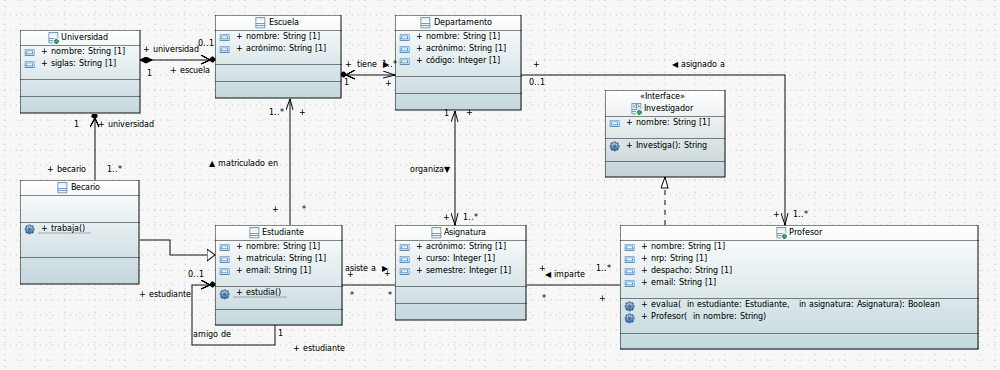 Universidad
+ nombre: String [1]
+ siglas: String [1]
+ universidad
0..1
1
+ escuela
Escuela
+ nombre: String [1]
+ acrónimo: String [1]
+ tiene
1..*
1
+
Departamento
+ nombre: String [1]
+ acrónimo: String [1]
+ código: Integer [1]
+
0..1
◀ asignado a
+
1..*
«Interface»
Investigador
+ nombre: String [1]
+ Investiga(): String
1
+ universidad
+ becario
1..*
Becario
+ trabaja()
1..*
+
▲ matriculado en
+
*
1
+
organiza▼
+
1..*
Estudiante
+ nombre: String [1]
+ matricula: String [1]
+ email: String [1]
+ estudia()
0..1
+ estudiante
amigo de
1
+ estudiante
asiste a ▶
+
+
*
*
Asignatura
+ acrónimo: String [1]
+ curso: Integer [1]
+ semestre: Integer [1]
+
1..*
◀ imparte
*
+
Profesor
+ nombre: String [1]
+ nrp: String [1]
+ despacho: String [1]
+ email: String [1]
+ evalua( in estudiante: Estudiante, in asignatura: Asignatura): Boolean
+ Profesor( in nombre: String)